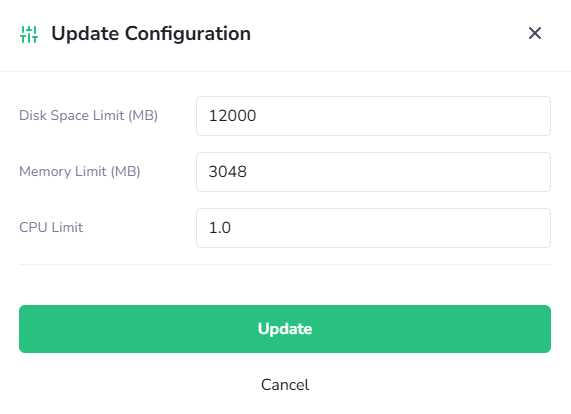 Update Configuration
Disk Space Limit (MB) 12000
Memory Limit (MB) 3048
CPU Limit 1.0
Update
Cancel